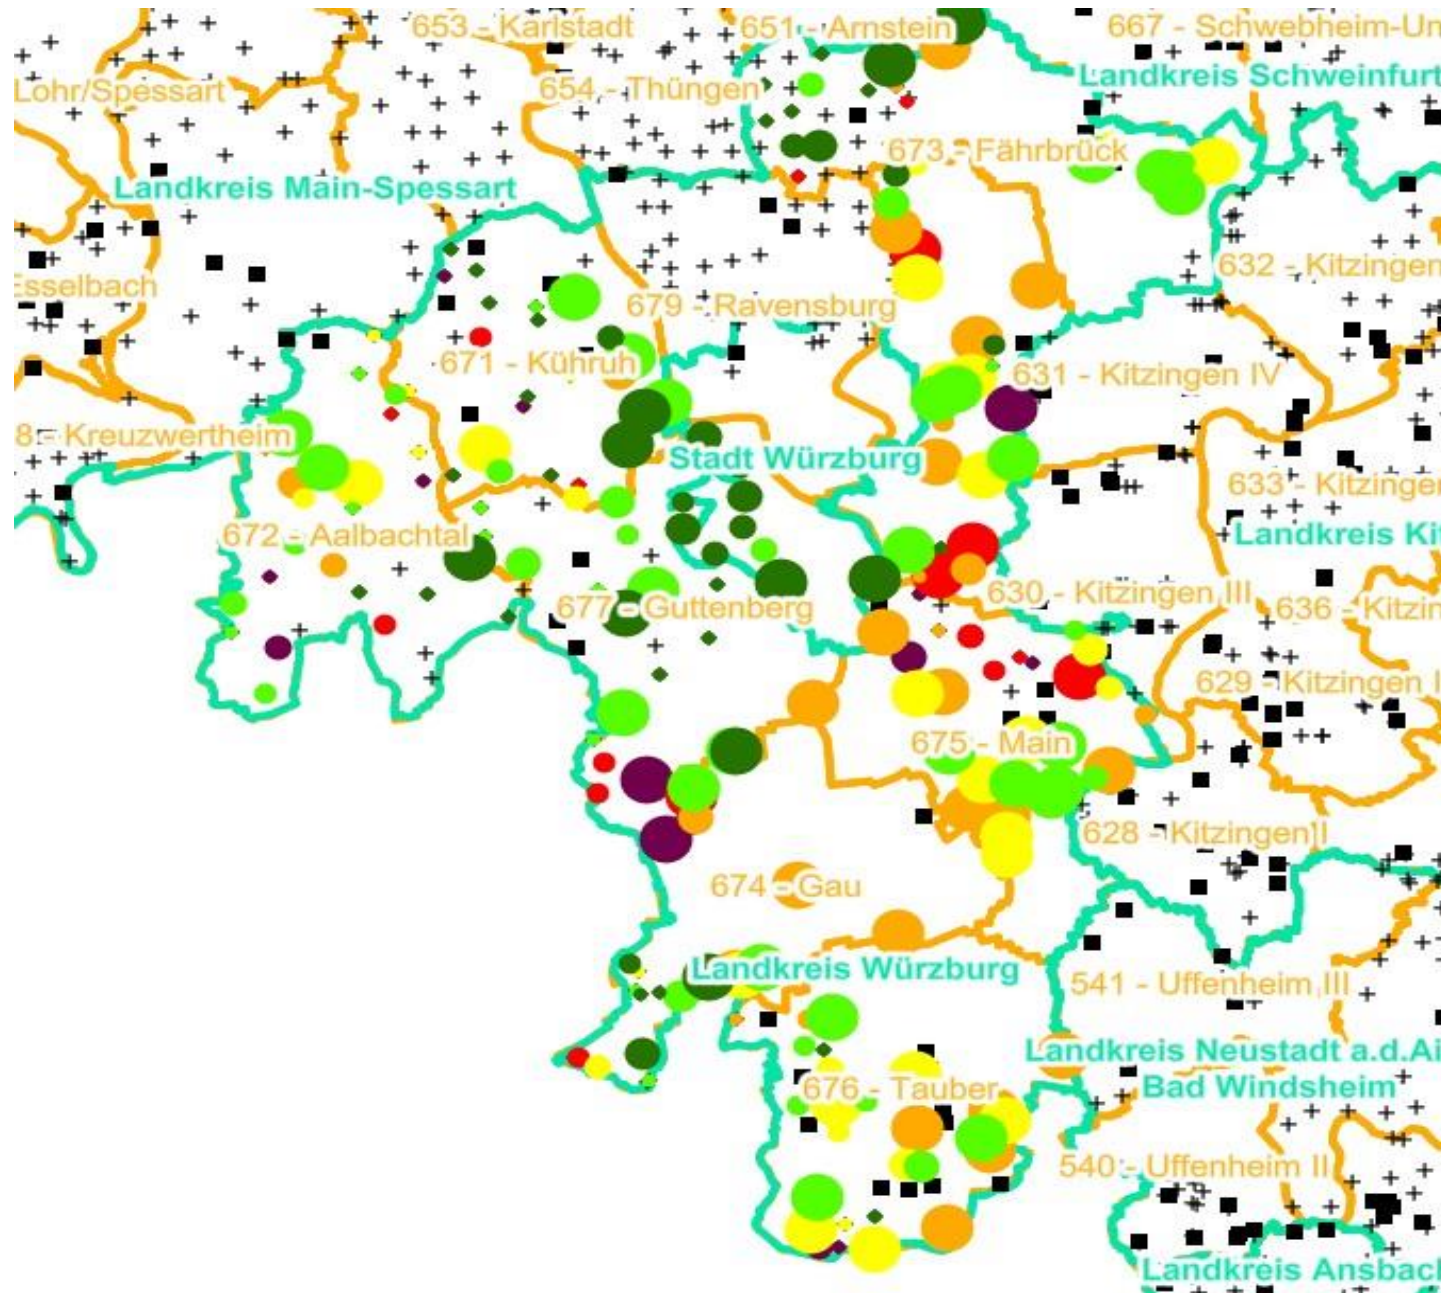 653 - Karlstadt
651 - Arnstein
667 - Schwebheim-Un
Landkreis Schweinfurt
Lohr/Spessart
654 - Thüngen
673 - Fährbrück
Landkreis Main-Spessart
632 - Kitzingen
Esselbach
679 - Ravensburg
671 - Kühruh
631 - Kitzingen IV
8 - Kreuzwertheim
Stadt Würzburg
633 - Kitzingen
672 - Aalbachtal
Landkreis Kit
630 - Kitzingen III
677 - Guttenberg
636 - Kitzin
629 - Kitzingen I
675 - Main
628 - Kitzingen I
674 - Gau
Landkreis Würzburg
541 - Uffenheim III
Landkreis Neustadt a.d.Ai
Bad Windsheim
676 - Tauber
540 - Uffenheim II
Landkreis Ansbach